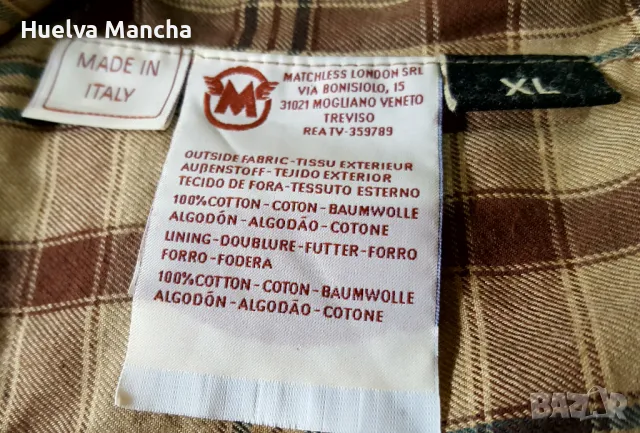 Huelva Mancha
MADE IN
ITALY
M
MATCHLESS LONDON SRL
VIA BONISIOLO, 15
31021 MOGLIANO VENETO
TREVISO
REA TV-359789
XL
OUTSIDE FABRIC-TISSU EXTERIEUR
AUßENSTOFF-TEJIDO EXTERIOR
TECIDO DE FORA-TESSUTO ESTERNO
100%COTTON-COTON-BAUMWOLLE
ALGODÓN-ALGODÃO-COTONE
LINING-DOUBLURE-FUTTER-FORRO
FORRO-FODERA
100%COTTON-COTON-BAUMWOLLE
ALGODÓN-ALGODÃO-COTONE
BAZAR